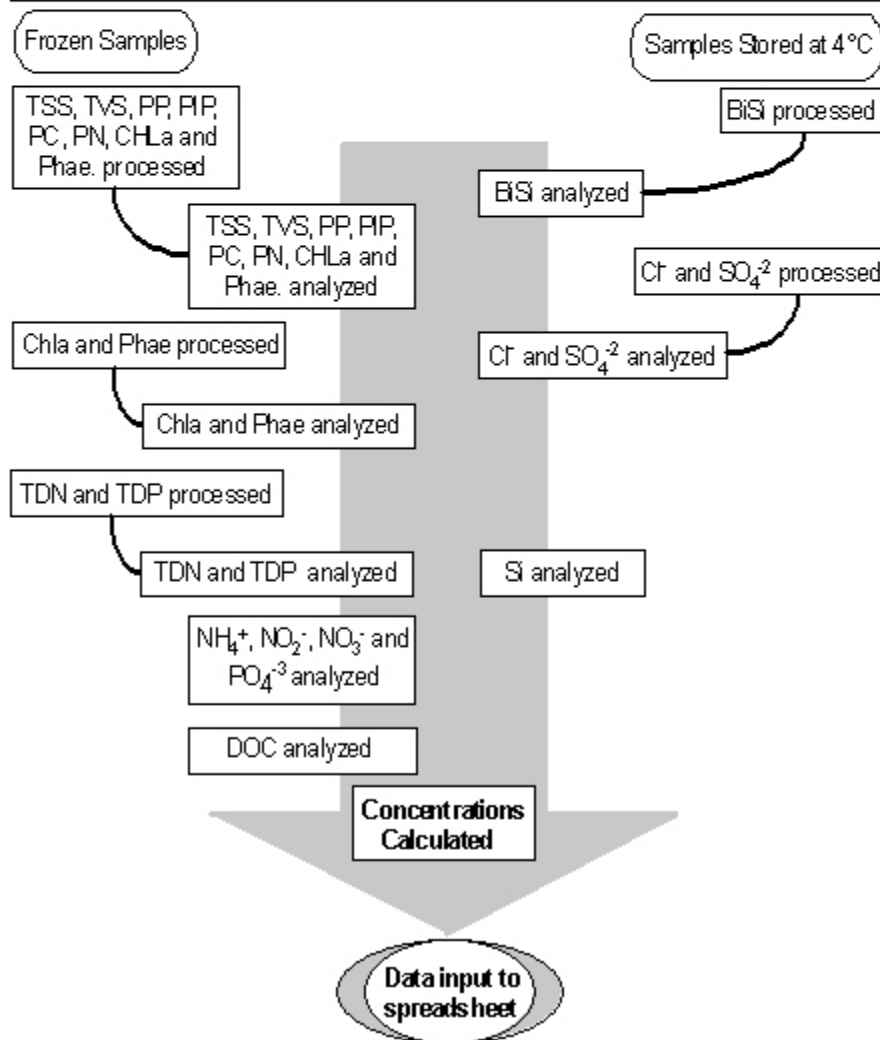 Frozen Samples
Samples Stored at 4°C
TSS, TVS, PP, PIP,
PC, PN, CHLa and
Phae. processed
BiSi processed
BiSi analyzed
TSS, TVS, PP, PIP,
PC, PN, CHLa and
Phae. analyzed
Cl⁻ and SO₄⁻² processed
Chla and Phae processed
Cl⁻ and SO₄⁻² analyzed
Chla and Phae analyzed
TDN and TDP processed
TDN and TDP analyzed
Si analyzed
NH₄⁺, NO₂⁻, NO₃⁻ and
PO₄⁻³ analyzed
DOC analyzed
Concentrations
Calculated
Data input to
spreadsheet